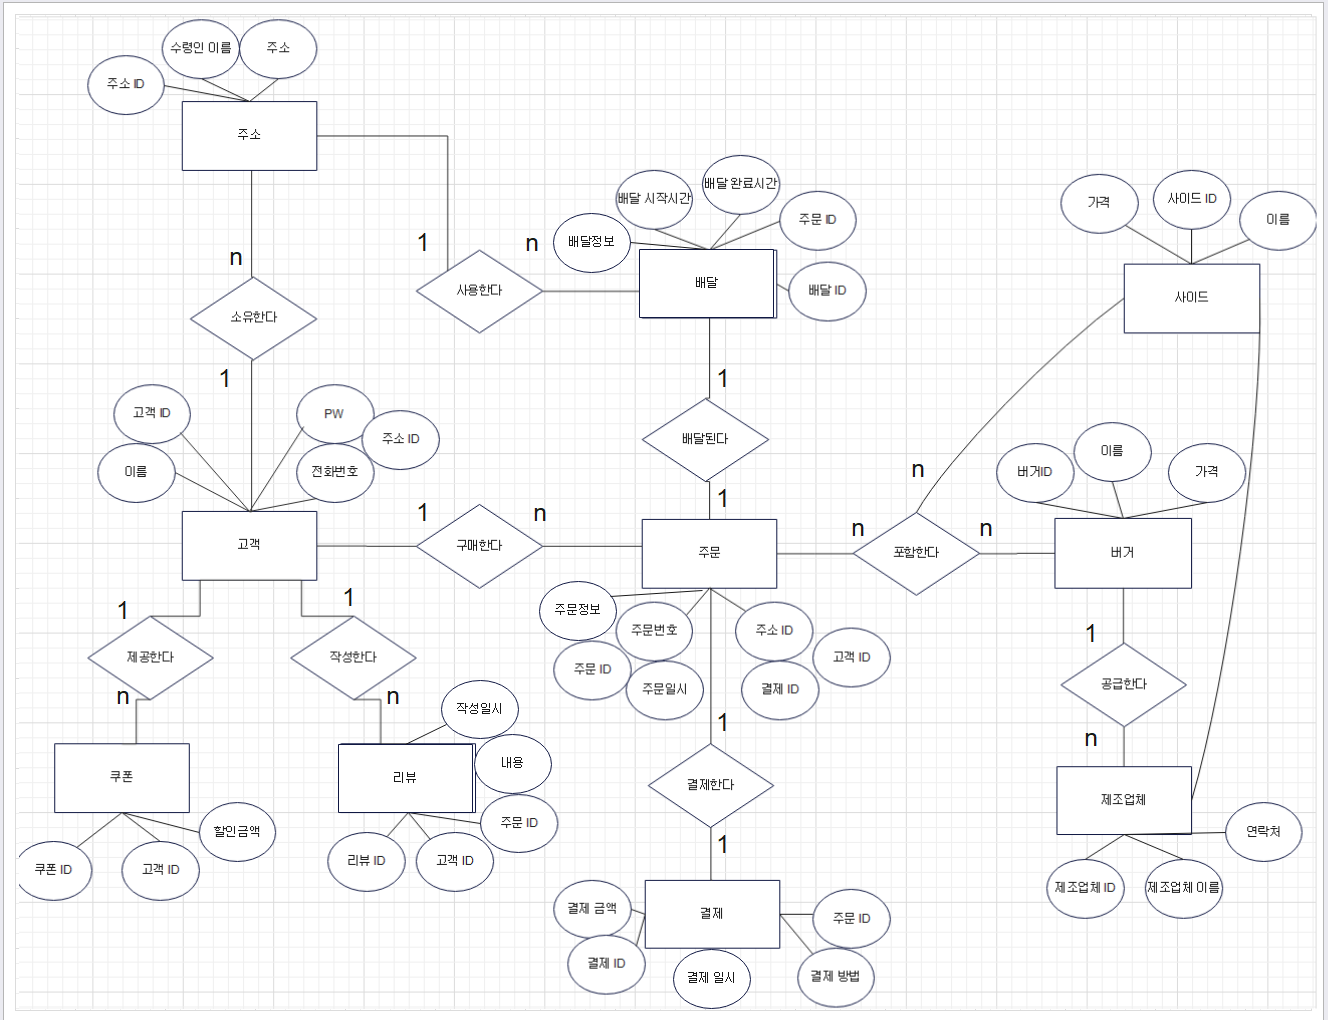 수령인 이름
주소
주소 ID
주소
배달 완료시간
배달 시작시간
주문 ID
배달정보
배달
배달 ID
가격
사이드 ID
이름
사이드
1
n
n
사용한다
소유한다
1
1
배달된다
1
고객 ID
PW
주소 ID
이름
전화번호
고객
1
구매한다
n
주문
n
포함한다
n
n
버거ID
이름
가격
버거
주문정보
주문번호
주소 ID
주문 ID
주문일시
결제 ID
고객 ID
1
1
제공한다
작성한다
n
n
1
공급한다
n
작성일시
내용
주문 ID
리뷰
리뷰 ID
고객 ID
쿠폰
할인금액
쿠폰 ID
고객 ID
1
결제한다
1
제조업체
연락처
제조업체 ID
제조업체 이름
결제 금액
결제
주문 ID
결제 ID
결제 일시
결제 방법